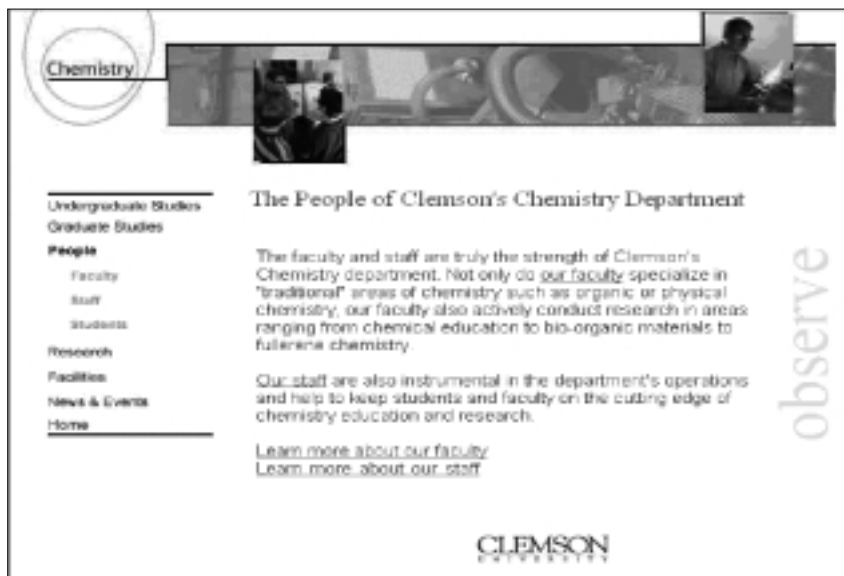 Chemistry
Undergraduate Studies
Graduate Studies
People
Faculty
Staff
Students
Research
Facilities
News & Events
Home
The People of Clemson's Chemistry Department
The faculty and staff are truly the strength of Clemson's
Chemistry department. Not only do our faculty specialize in
"traditional" areas of chemistry such as organic or physical
chemistry, our faculty also actively conduct research in areas
ranging from chemical education to bio-organic materials to
fullerene chemistry.
Our staff are also instrumental in the department's operations
and help to keep students and faculty on the cutting edge of
chemistry education and research.
Learn more about our faculty
Learn more about our staff
observe
CLEMSON
UNIVERSITY